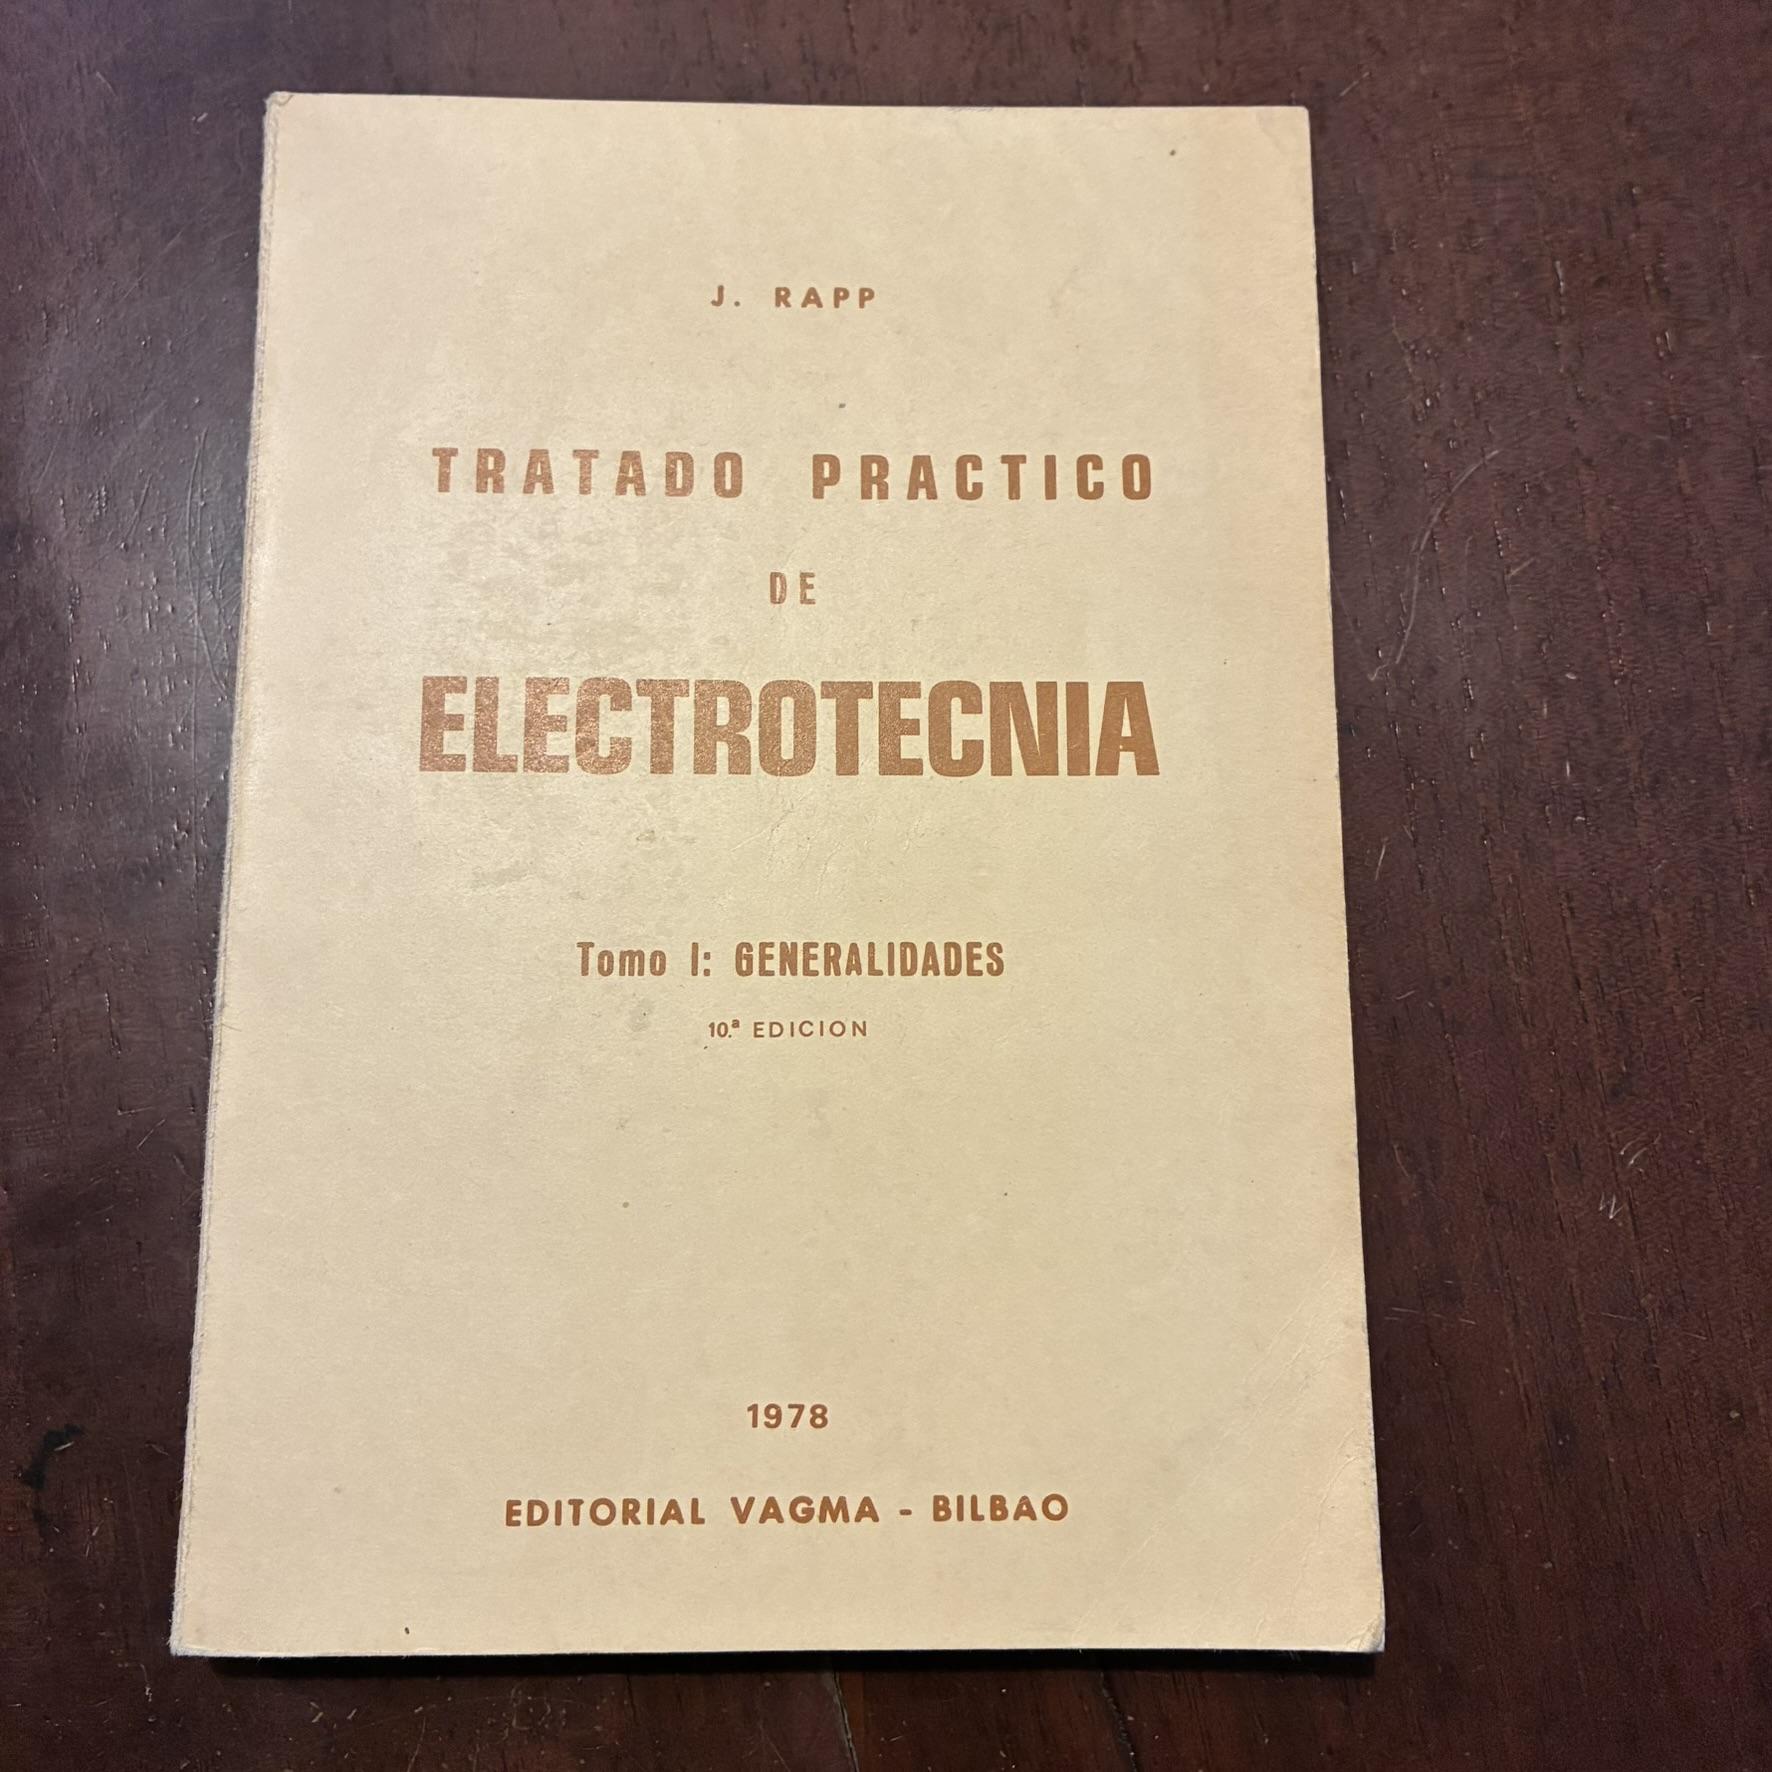 J. RAPP
TRATADO PRACTICO
DE
ELECTROTECNIA
Tomo I: GENERALIDADES
10.ª EDICION
1978
EDITORIAL VAGMA - BILBAO